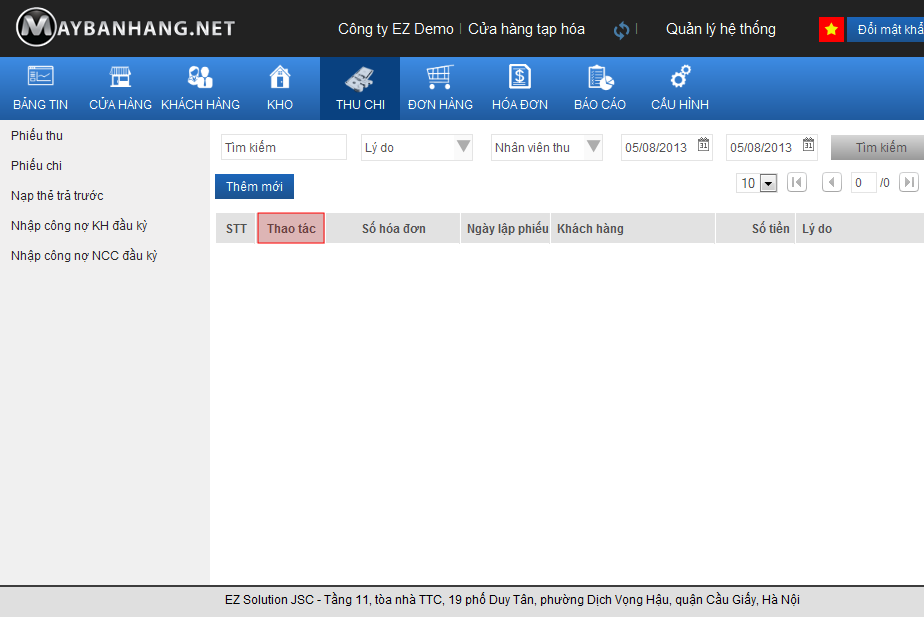 MAYBANHANG.NET
Công ty EZ Demo | Cửa hàng tạp hóa | Quản lý hệ thống
Đổi mật khẩ
BẢNG TIN CỬA HÀNG KHÁCH HÀNG KHO THU CHI ĐƠN HÀNG HÓA ĐƠN BÁO CÁO CẤU HÌNH
Phiếu thu
Phiếu chi
Nạp thẻ trả trước
Nhập công nợ KH đầu kỳ
Nhập công nợ NCC đầu kỳ
Tìm kiếm Lý do Nhân viên thu 05/08/2013 05/08/2013 Tìm kiếm
Thêm mới 10 0 /0
STT Thao tác Số hóa đơn Ngày lập phiếu Khách hàng Số tiền Lý do
EZ Solution JSC - Tầng 11, tòa nhà TTC, 19 phố Duy Tân, phường Dịch Vọng Hậu, quận Cầu Giấy, Hà Nội